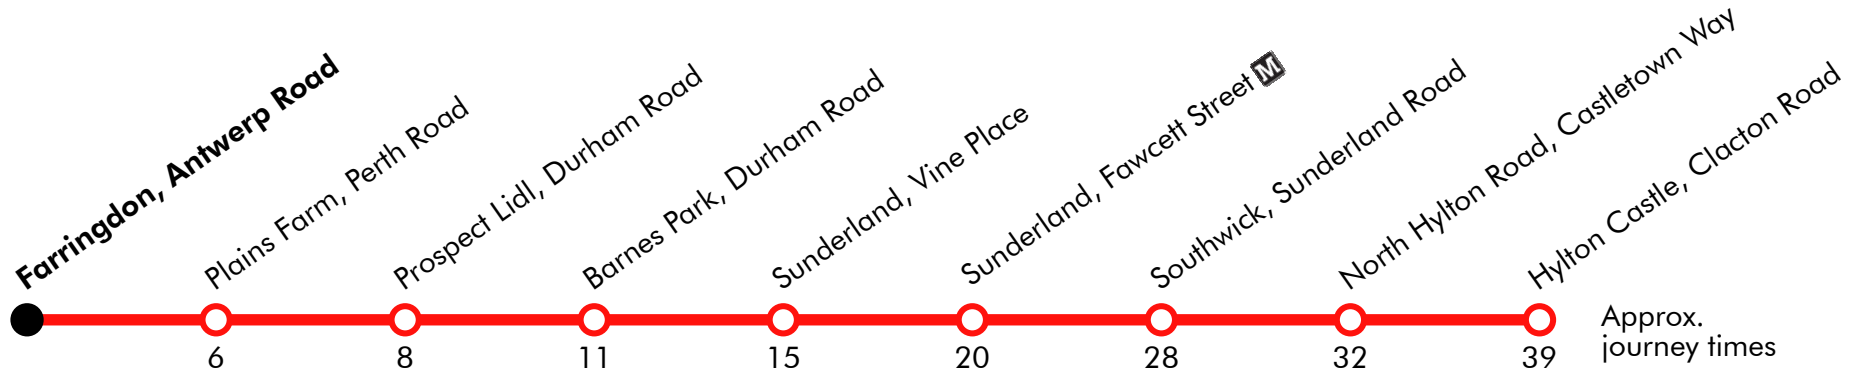 Farringdon, Antwerp Road
Plains Farm, Perth Road
Prospect Lidl, Durham Road
Barnes Park, Durham Road
Sunderland, Vine Place
Sunderland, Fawcett Street M
Southwick, Sunderland Road
North Hylton Road, Castletown Way
Hylton Castle, Clacton Road
6 8 11 15 20 28 32 39
Approx.
journey times